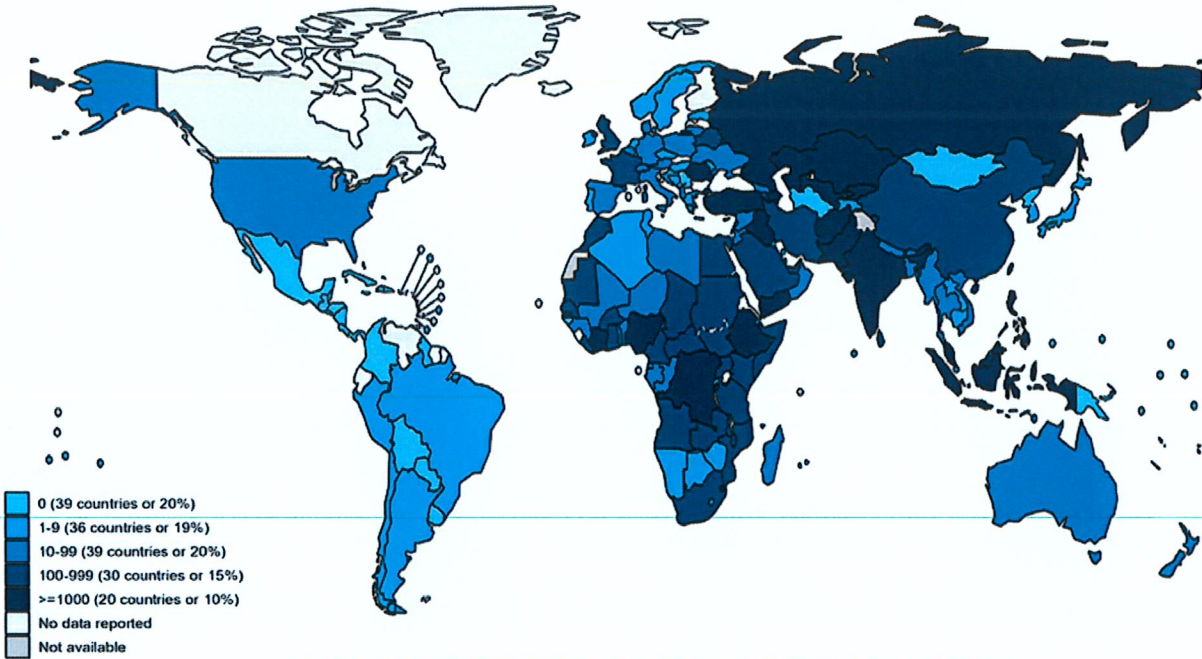 0 (39 countries or 20%)
1-9 (36 countries or 19%)
10-99 (39 countries or 20%)
100-999 (30 countries or 15%)
>=1000 (20 countries or 10%)
No data reported
Not available